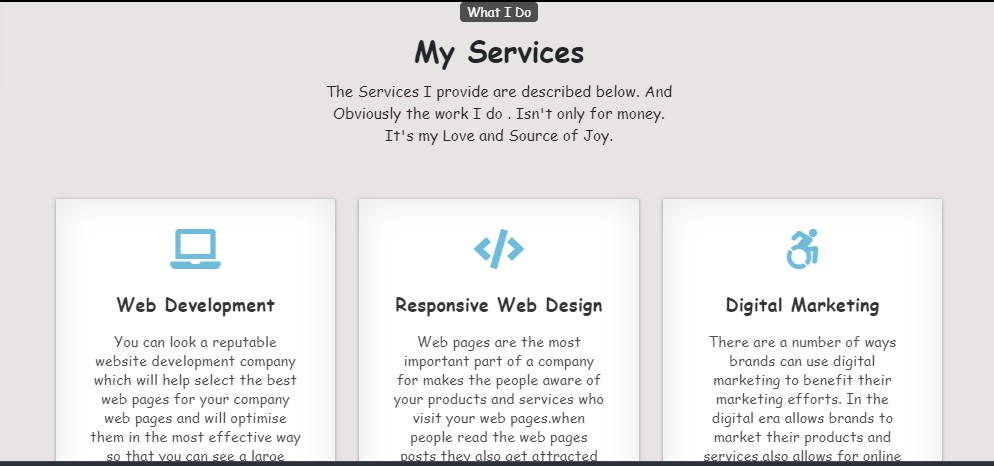 What I Do
My Services
The Services I provide are described below. And
Obviously the work I do . Isn't only for money.
It's my Love and Source of Joy.
Web Development
You can look a reputable
website development company
which will help select the best
web pages for your company
web pages and will optimise
them in the most effective way
so that you can see a large
Responsive Web Design
Web pages are the most
important part of a company
for makes the people aware of
your products and services who
visit your web pages.when
people read the web pages
posts they also get attracted
Digital Marketing
There are a number of ways
brands can use digital
marketing to benefit their
marketing efforts. In the
digital era allows brands to
market their products and
services.also allows for online